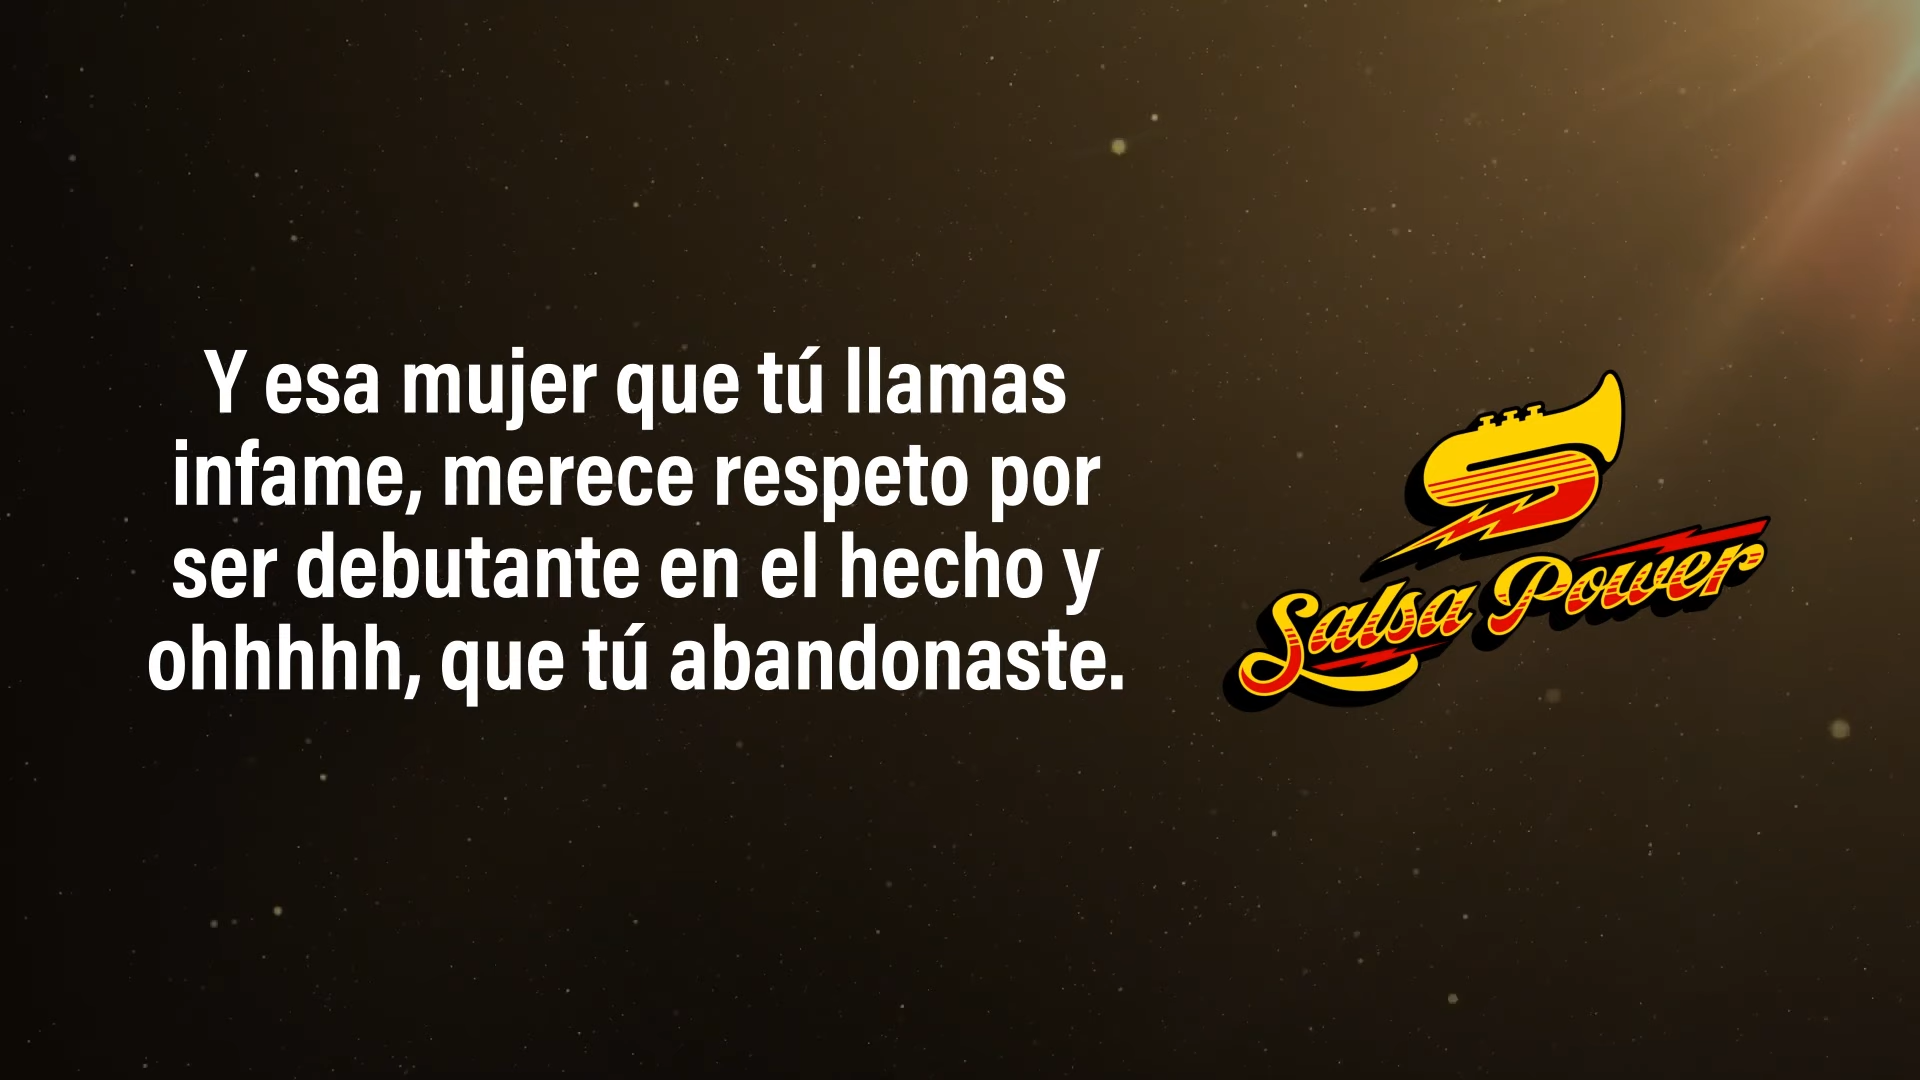 Y esa mujer que tú llamas
infame, merece respeto por
ser debutante en el hecho y
ohhhhh, que tú abandonaste.
Salsa Power